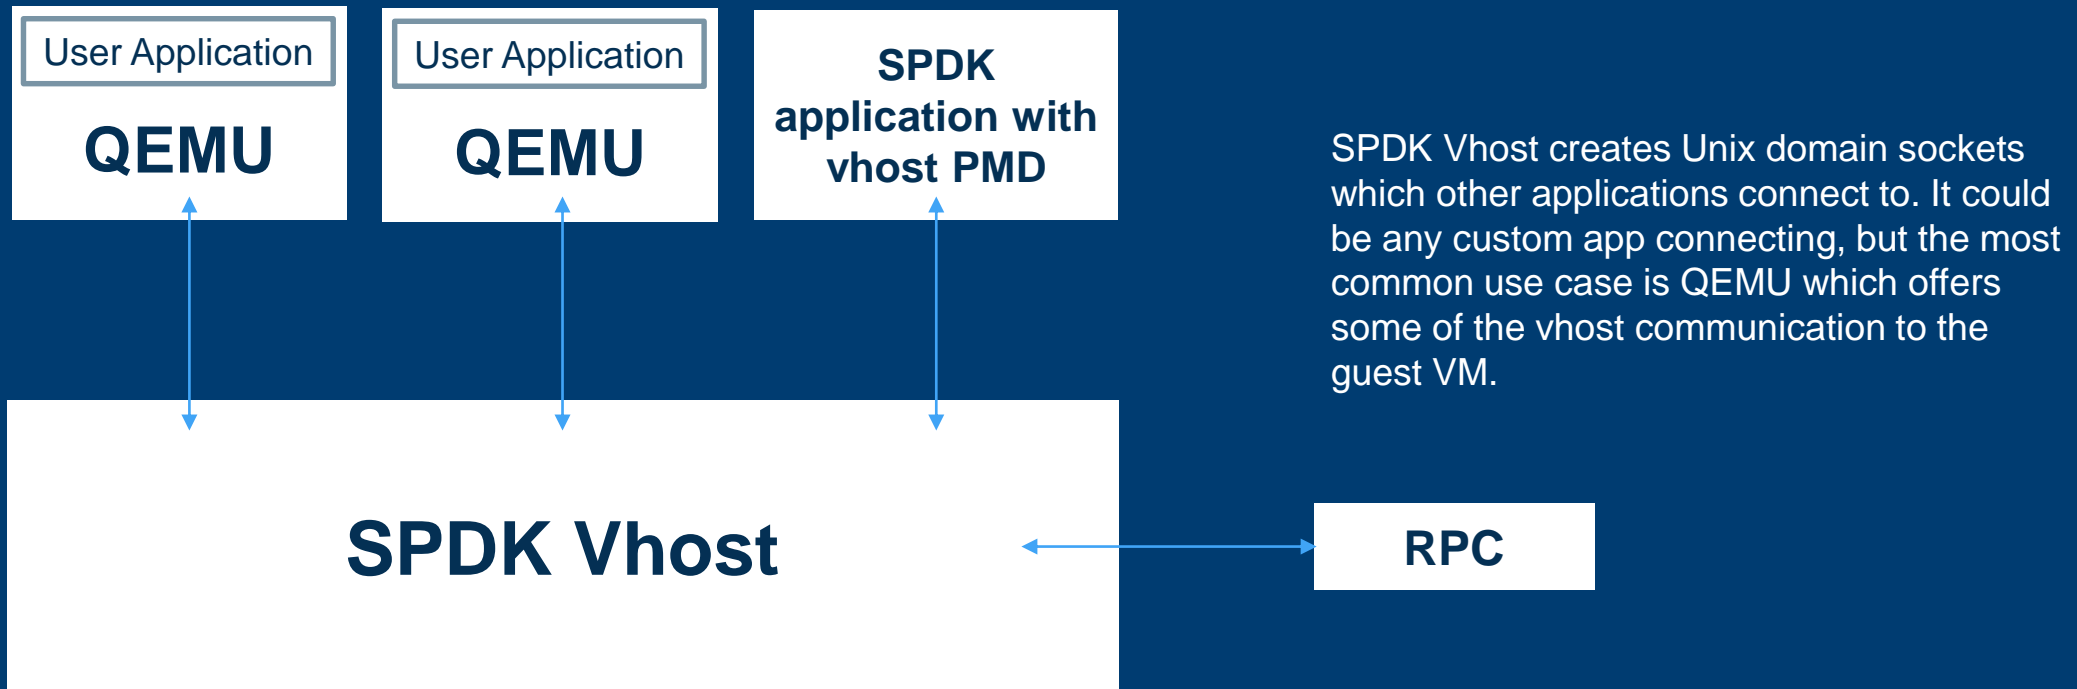 User Application
QEMU
User Application
QEMU
SPDK
application with
vhost PMD
SPDK Vhost creates Unix domain sockets
which other applications connect to. It could
be any custom app connecting, but the most
common use case is QEMU which offers
some of the vhost communication to the
guest VM.
SPDK Vhost
RPC